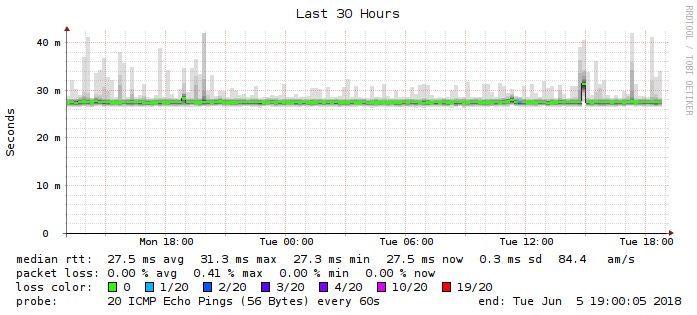 Last 30 Hours
RRDTOOL / TOBI OETIKER
Seconds
40 m
30 m
20 m
10 m
0
Mon 18:00 Tue 00:00 Tue 06:00 Tue 12:00 Tue 18:00
median rtt: 27.5 ms avg 31.3 ms max 27.3 ms min 27.5 ms now 0.3 ms sd 84.4 am/s
packet loss: 0.00 % avg 0.41 % max 0.00 % min 0.00 % now
loss color: 0 1/20 2/20 3/20 4/20 10/20 19/20
probe: 20 ICMP Echo Pings (56 Bytes) every 60s end: Tue Jun 5 19:00:05 2018